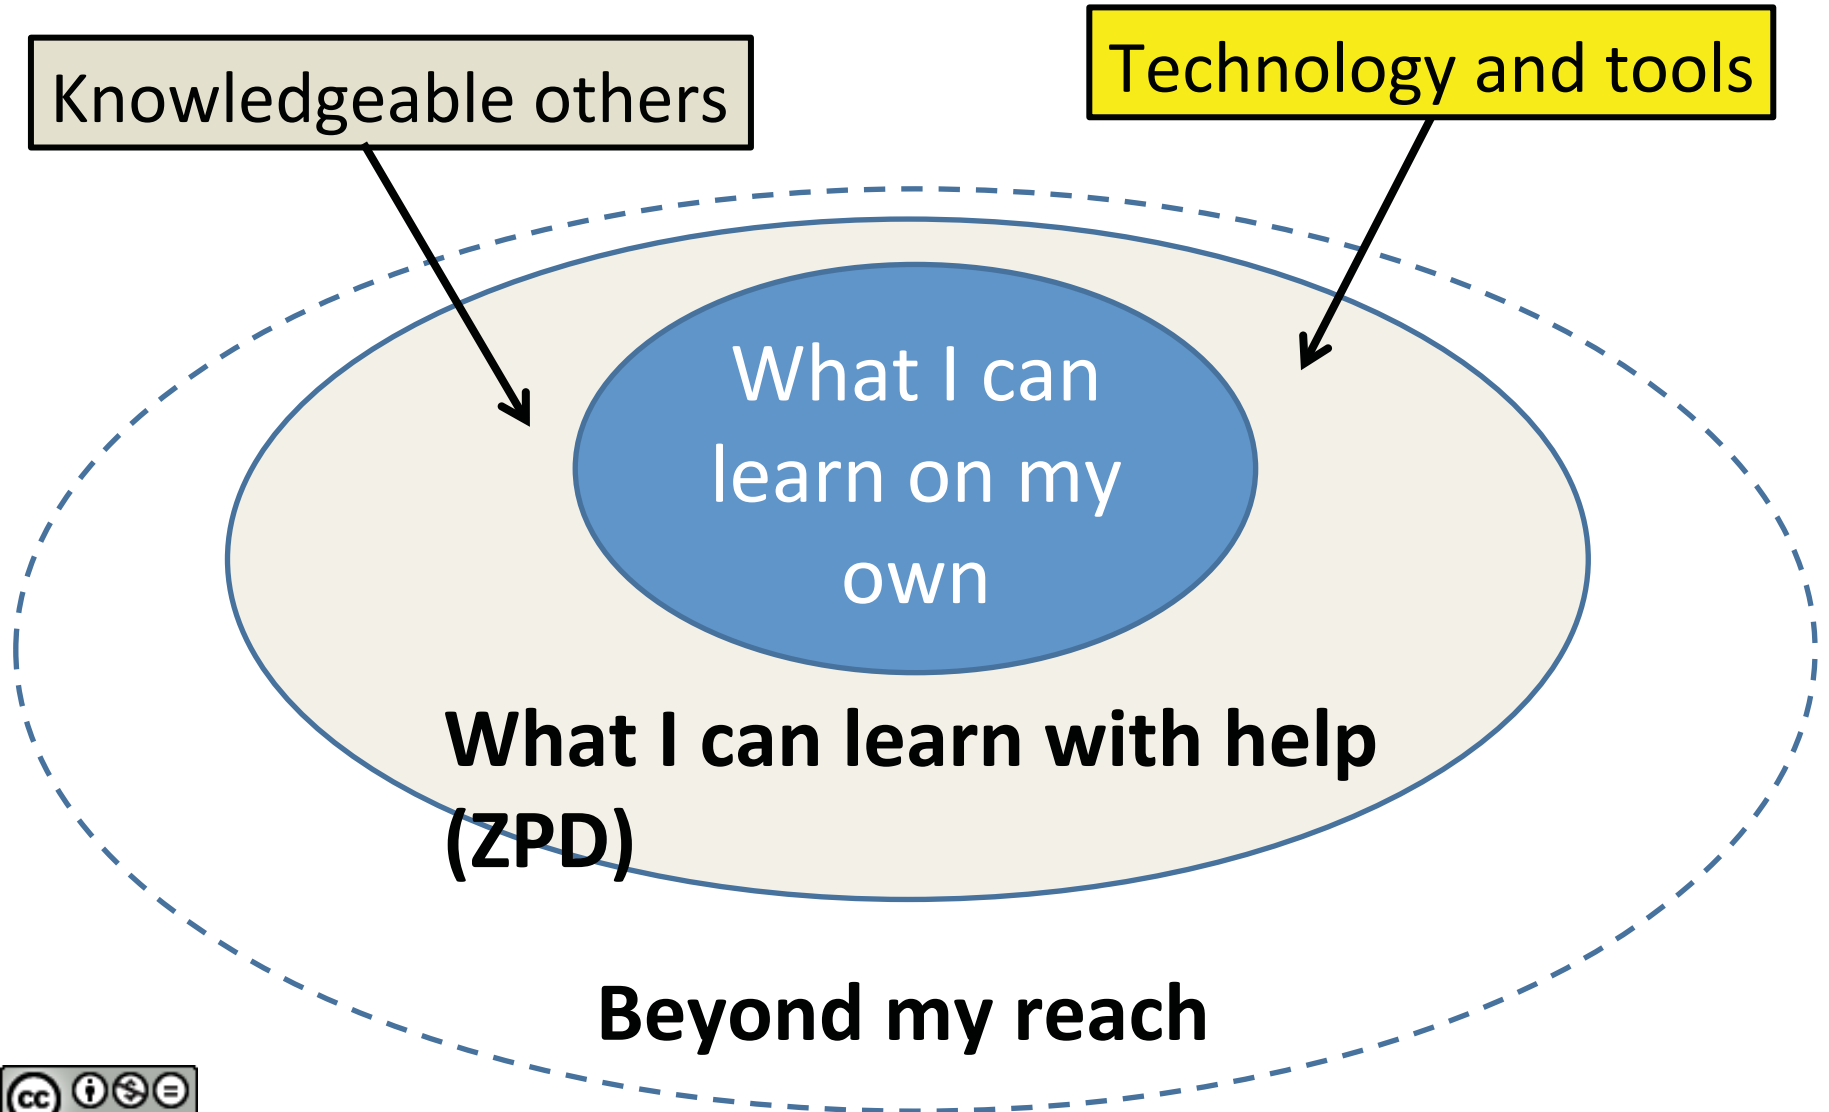 Knowledgeable others
Technology and tools
What I can
learn on my
own
What I can learn with help
(ZPD)
Beyond my reach
cc